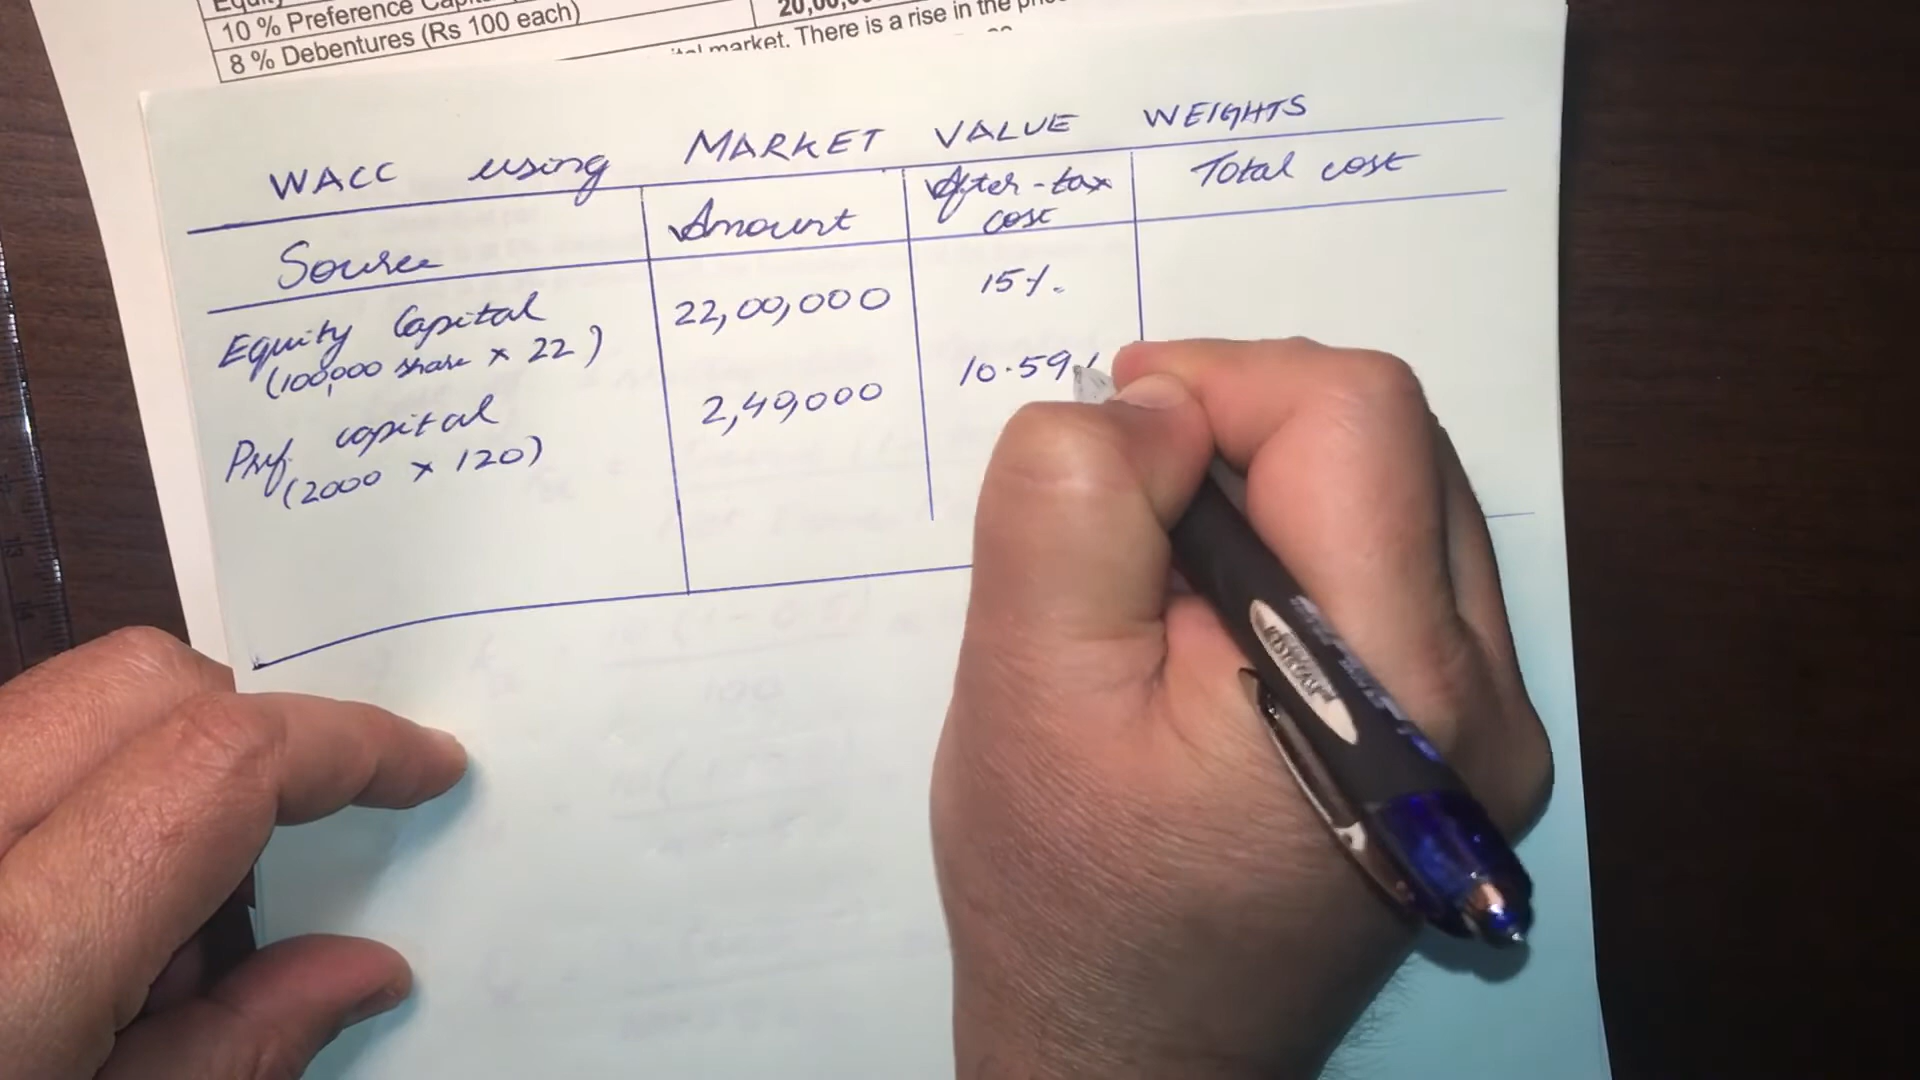 10 % Preference
8 % Debentures (Rs 100 each)
market. There is a rise in the
WACC using MARKET VALUE WEIGHTS
Source Amount After-tax cost Total cost
Equity Capital 22,00,000 15%.
(100,000 share × 22)
Pref. capital 2,40,000 10.59%
(2000 × 120)